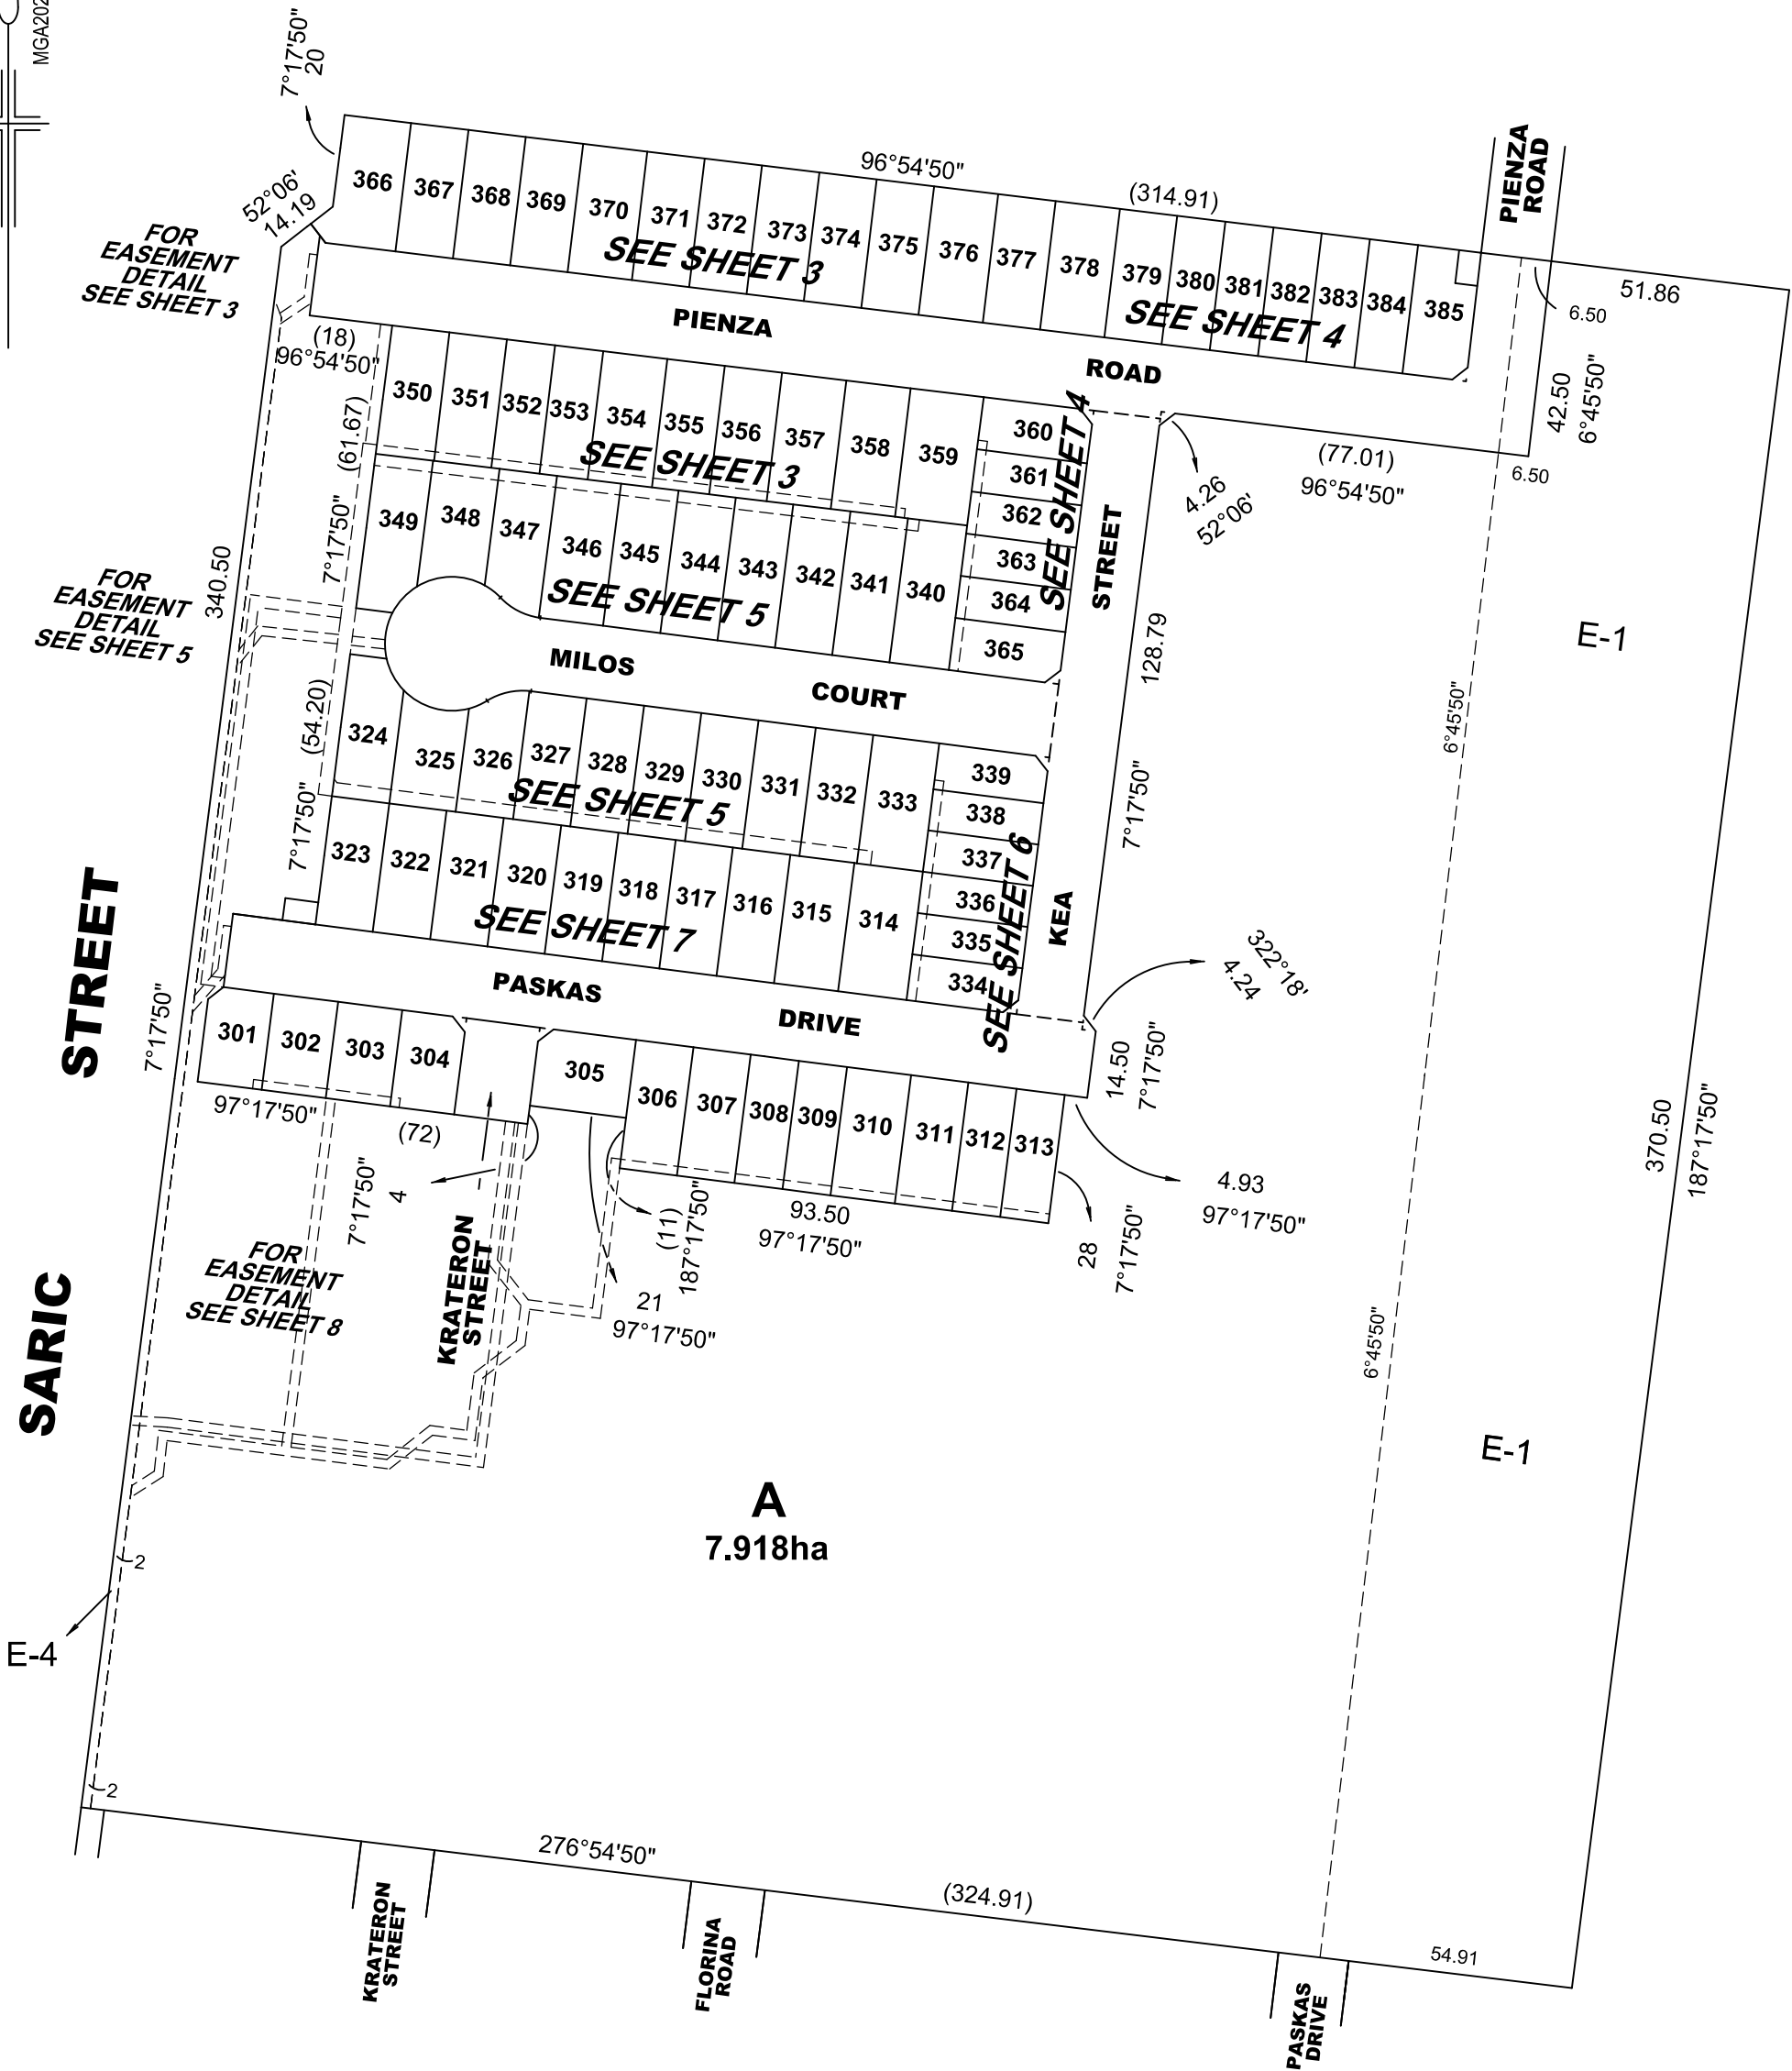 MGA202
7°17'50"
20
52°06'
14.19
96°54'50"
(314.91)
PIENZA
ROAD
51.86
6.50
42.50
6°45'50"
366
367
368
369
370
371
372
373
374
375
376
377
378
379
380
381
382
383
384
385
SEE SHEET 3
SEE SHEET 4
FOR
EASEMENT
DETAIL
SEE SHEET 3
(18)
96°54'50"
PIENZA
ROAD
(61.67)
7°17'50"
350
351
352
353
354
355
356
357
358
359
SEE SHEET 3
360
361
362
363
364
365
SEE SHEET 4
STREET
4.26
52°06'
(77.01)
96°54'50"
6.50
349
348
347
346
345
344
343
342
341
340
SEE SHEET 5
FOR
EASEMENT
DETAIL
SEE SHEET 5
340.50
128.79
7°17'50"
E-1
6°45'50"
MILOS
COURT
(54.20)
7°17'50"
324
325
326
327
328
329
330
331
332
333
SEE SHEET 5
339
338
337
336
335
334
SEE SHEET 6
KEA
323
322
321
320
319
318
317
316
315
314
SEE SHEET 7
STREET
7°17'50"
PASKAS
DRIVE
322°18'
4.24
14.50
7°17'50"
301
302
303
304
305
306
307
308
309
310
311
312
313
97°17'50"
(72)
7°17'50"
4
KRATERON
STREET
(11)
187°17'50"
21
97°17'50"
93.50
97°17'50"
28
7°17'50"
4.93
97°17'50"
370.50
187°17'50"
FOR
EASEMENT
DETAIL
SEE SHEET 8
SARIC
6°45'50"
E-1
A
7.918ha
2
E-4
2
276°54'50"
(324.91)
54.91
KRATERON
STREET
FLORINA
ROAD
PASKAS
DRIVE